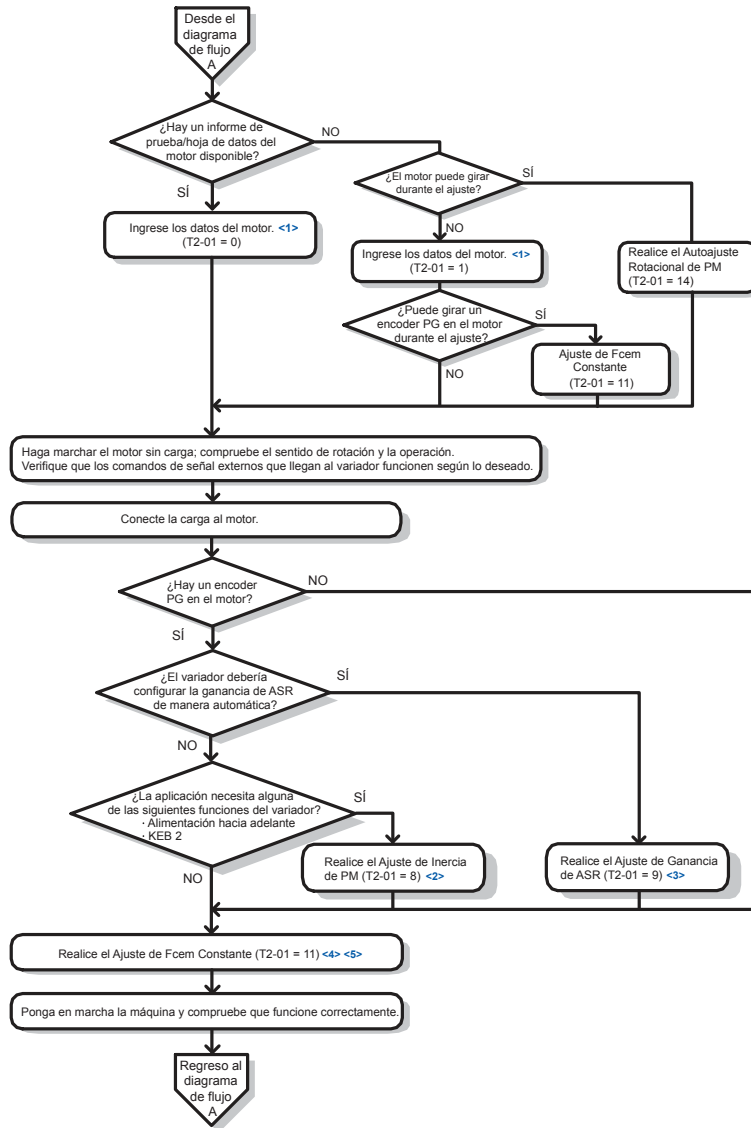 Desde el
diagrama
de flujo
A
¿Hay un informe de
prueba/hoja de datos del
motor disponible?
NO
SÍ
¿El motor puede girar
durante el ajuste?
SÍ
NO
Ingrese los datos del motor. <1>
(T2-01 = 0)
Ingrese los datos del motor. <1>
(T2-01 = 1)
Realice el Autoajuste
Rotacional de PM
(T2-01 = 14)
¿Puede girar un
encoder PG en el motor
durante el ajuste?
SÍ
NO
Ajuste de Fcem
Constante
(T2-01 = 11)
Haga marchar el motor sin carga; compruebe el sentido de rotación y la operación.
Verifique que los comandos de señal externos que llegan al variador funcionen según lo deseado.
Conecte la carga al motor.
¿Hay un encoder
PG en el motor?
NO
SÍ
¿El variador debería
configurar la ganancia de ASR
de manera automática?
SÍ
NO
¿La aplicación necesita alguna
de las siguientes funciones del variador?
· Alimentación hacia adelante
· KEB 2
SÍ
NO
Realice el Ajuste de Inercia
de PM (T2-01 = 8) <2>
Realice el Ajuste de Ganancia
de ASR (T2-01 = 9) <3>
Realice el Ajuste de Fcem Constante (T2-01 = 11) <4> <5>
Ponga en marcha la máquina y compruebe que funcione correctamente.
Regreso al
diagrama
de flujo
A